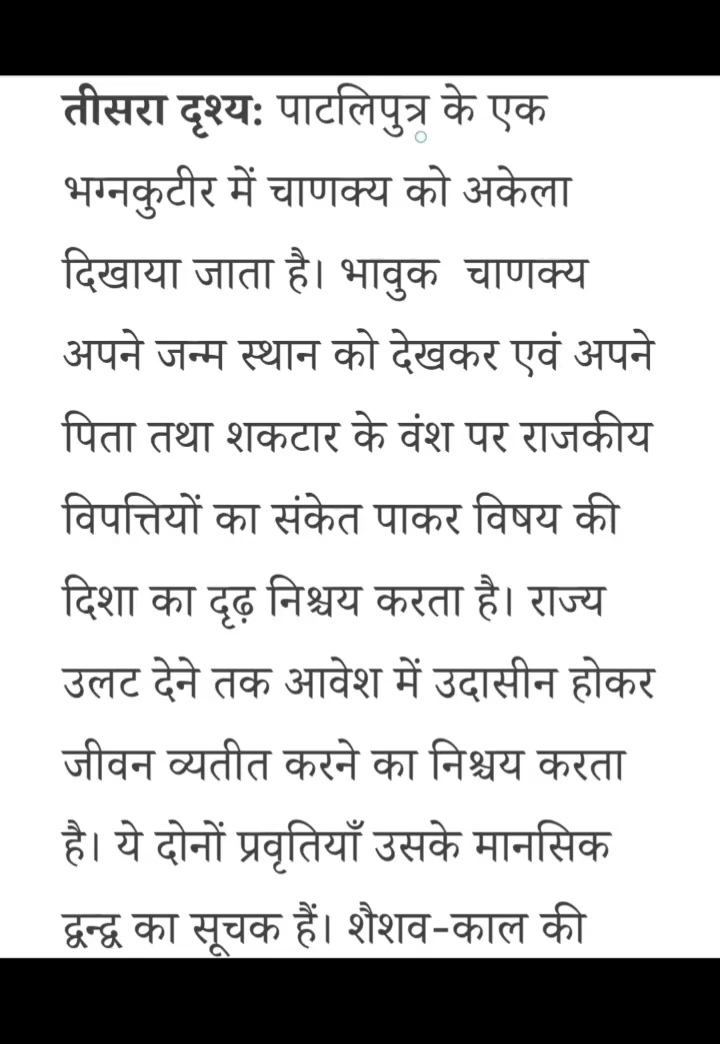 तीसरा दृश्य: पाटलिपुत्र के एक
भग्नकुटीर में चाणक्य को अकेला
दिखाया जाता है। भावुक चाणक्य
अपने जन्म स्थान को देखकर एवं अपने
पिता तथा शकटार के वंश पर राजकीय
विपत्तियों का संकेत पाकर विषय की
दिशा का दृढ़ निश्चय करता है। राज्य
उलट देने तक आवेश में उदासीन होकर
जीवन व्यतीत करने का निश्चय करता
है। ये दोनों प्रवृतियाँ उसके मानसिक
द्वन्द्व का सूचक हैं। शैशव-काल की